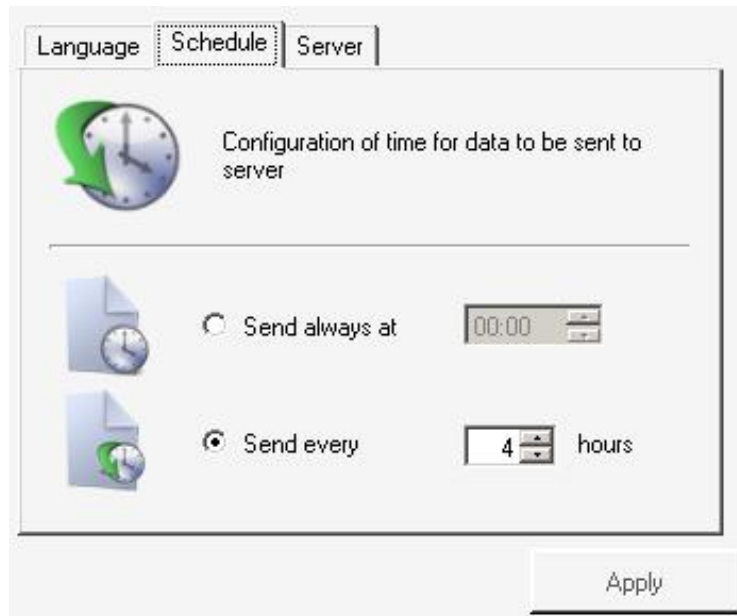 Language Schedule Server
Configuration of time for data to be sent to
server
Send always at 00:00
Send every 4 hours
Apply